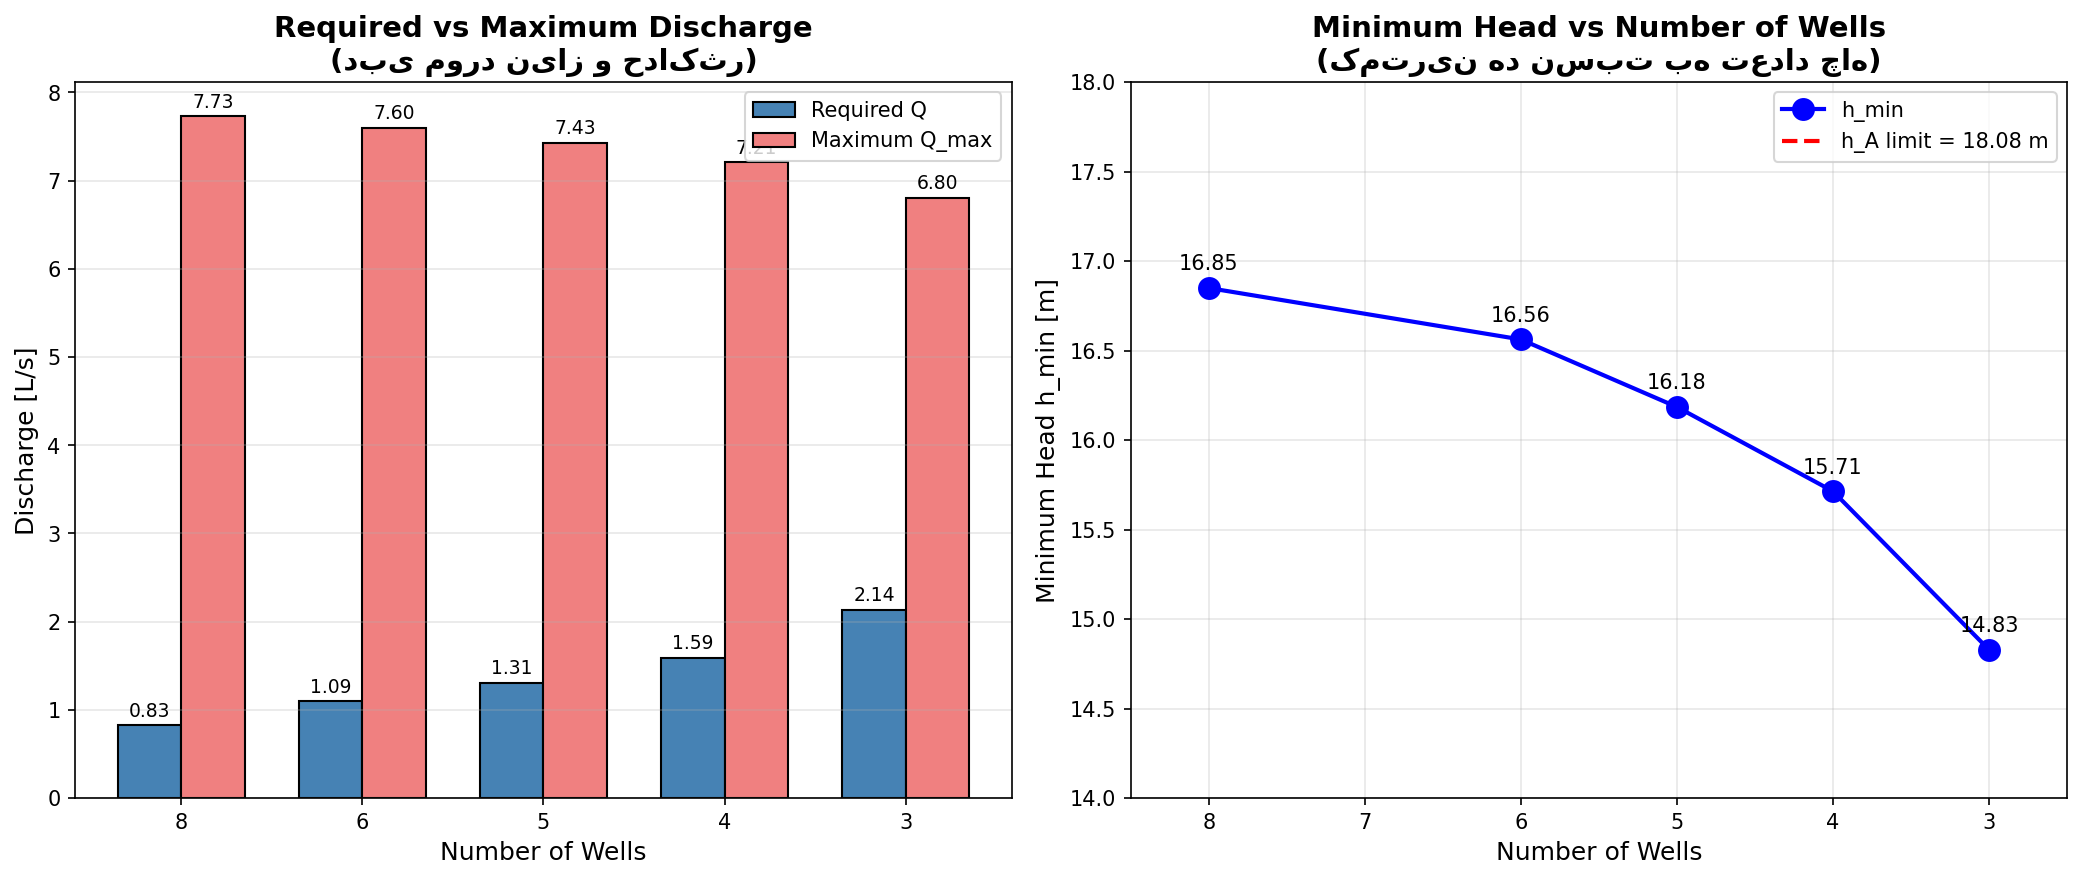 Required vs Maximum Discharge
(دبی مورد نیاز و حداکثر)
8
7
6
5
4
3
2
1
0
Discharge [L/s]
7.73
7.60
7.43
7.21
6.80
0.83
1.09
1.31
1.59
2.14
Required Q
Maximum Q_max
8 6 5 4 3
Number of Wells
Minimum Head vs Number of Wells
(کمترین هد نسبت به تعداد چاه)
18.0
17.5
17.0
16.5
16.0
15.5
15.0
14.5
14.0
Minimum Head h_min [m]
16.85
16.56
16.18
15.71
14.83
h_min
h_A limit = 18.08 m
8 7 6 5 4 3
Number of Wells